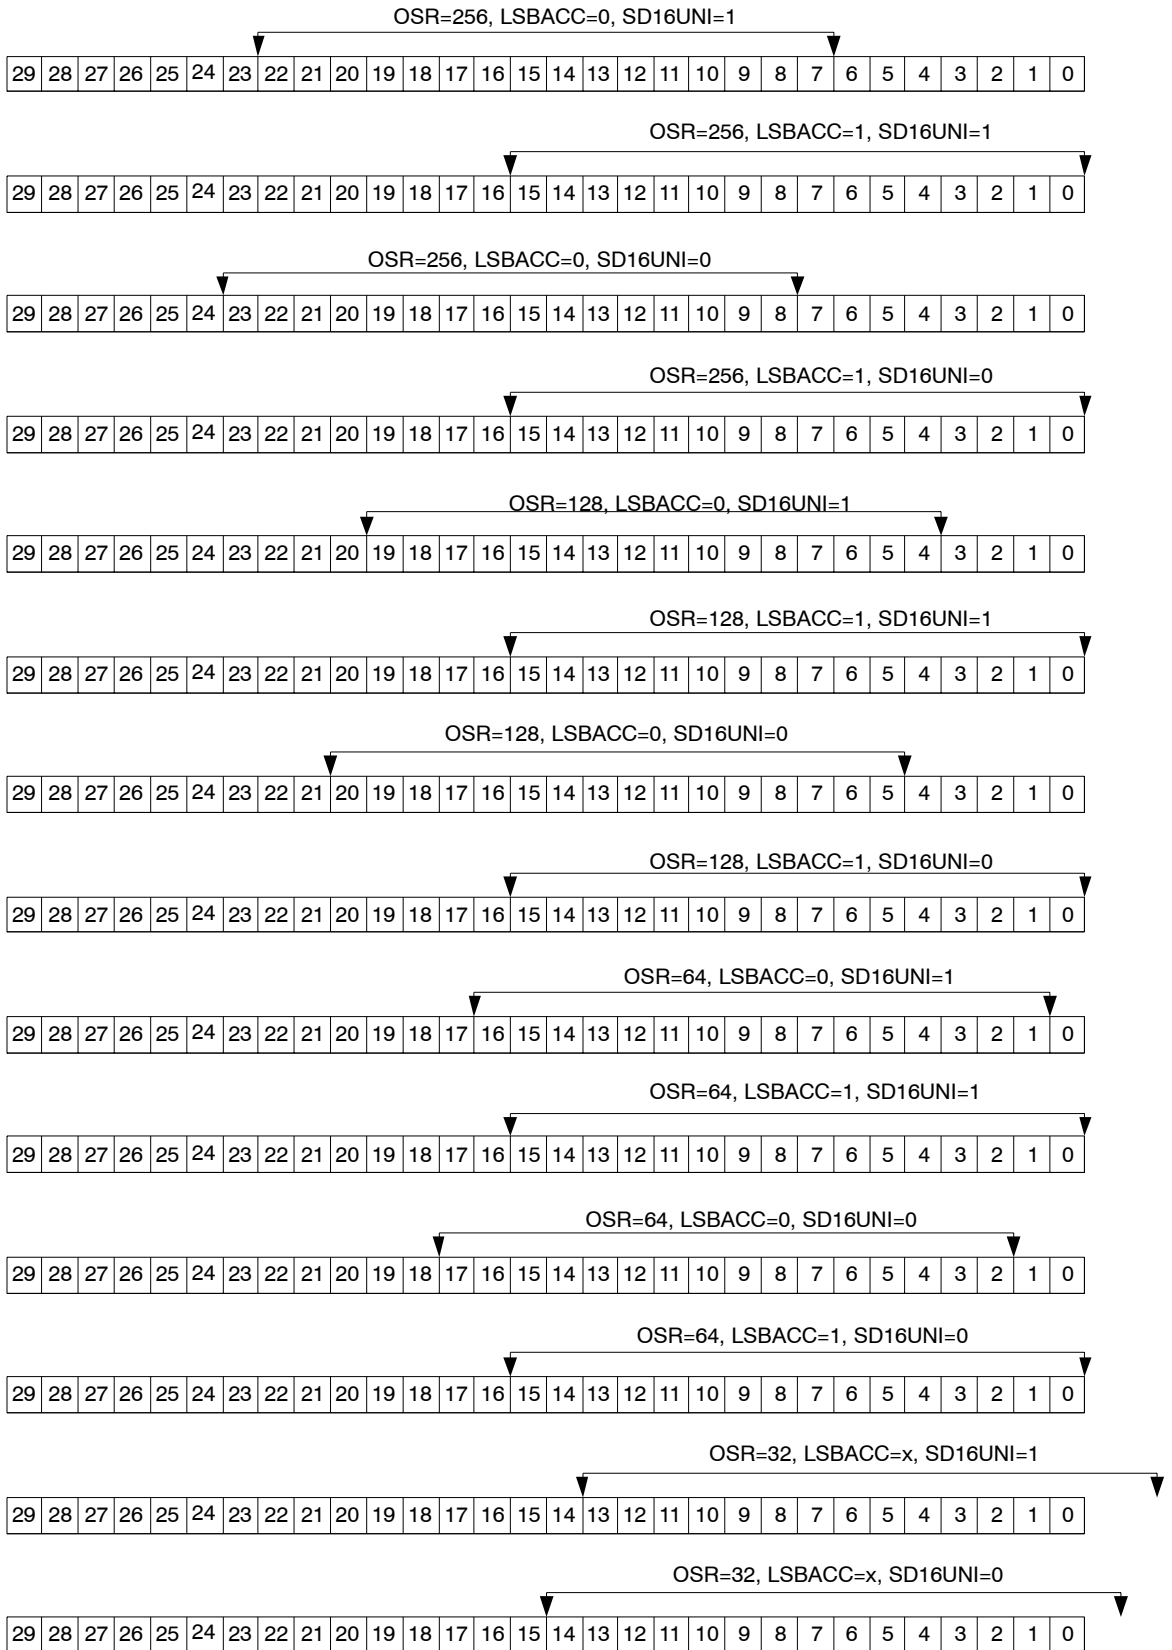 OSR=256, LSBACC=0, SD16UNI=1
29 28 27 26 25 24 23 22 21 20 19 18 17 16 15 14 13 12 11 10 9 8 7 6 5 4 3 2 1 0
OSR=256, LSBACC=1, SD16UNI=1
29 28 27 26 25 24 23 22 21 20 19 18 17 16 15 14 13 12 11 10 9 8 7 6 5 4 3 2 1 0
OSR=256, LSBACC=0, SD16UNI=0
29 28 27 26 25 24 23 22 21 20 19 18 17 16 15 14 13 12 11 10 9 8 7 6 5 4 3 2 1 0
OSR=256, LSBACC=1, SD16UNI=0
29 28 27 26 25 24 23 22 21 20 19 18 17 16 15 14 13 12 11 10 9 8 7 6 5 4 3 2 1 0
OSR=128, LSBACC=0, SD16UNI=1
29 28 27 26 25 24 23 22 21 20 19 18 17 16 15 14 13 12 11 10 9 8 7 6 5 4 3 2 1 0
OSR=128, LSBACC=1, SD16UNI=1
29 28 27 26 25 24 23 22 21 20 19 18 17 16 15 14 13 12 11 10 9 8 7 6 5 4 3 2 1 0
OSR=128, LSBACC=0, SD16UNI=0
29 28 27 26 25 24 23 22 21 20 19 18 17 16 15 14 13 12 11 10 9 8 7 6 5 4 3 2 1 0
OSR=128, LSBACC=1, SD16UNI=0
29 28 27 26 25 24 23 22 21 20 19 18 17 16 15 14 13 12 11 10 9 8 7 6 5 4 3 2 1 0
OSR=64, LSBACC=0, SD16UNI=1
29 28 27 26 25 24 23 22 21 20 19 18 17 16 15 14 13 12 11 10 9 8 7 6 5 4 3 2 1 0
OSR=64, LSBACC=1, SD16UNI=1
29 28 27 26 25 24 23 22 21 20 19 18 17 16 15 14 13 12 11 10 9 8 7 6 5 4 3 2 1 0
OSR=64, LSBACC=0, SD16UNI=0
29 28 27 26 25 24 23 22 21 20 19 18 17 16 15 14 13 12 11 10 9 8 7 6 5 4 3 2 1 0
OSR=64, LSBACC=1, SD16UNI=0
29 28 27 26 25 24 23 22 21 20 19 18 17 16 15 14 13 12 11 10 9 8 7 6 5 4 3 2 1 0
OSR=32, LSBACC=x, SD16UNI=1
29 28 27 26 25 24 23 22 21 20 19 18 17 16 15 14 13 12 11 10 9 8 7 6 5 4 3 2 1 0
OSR=32, LSBACC=x, SD16UNI=0
29 28 27 26 25 24 23 22 21 20 19 18 17 16 15 14 13 12 11 10 9 8 7 6 5 4 3 2 1 0